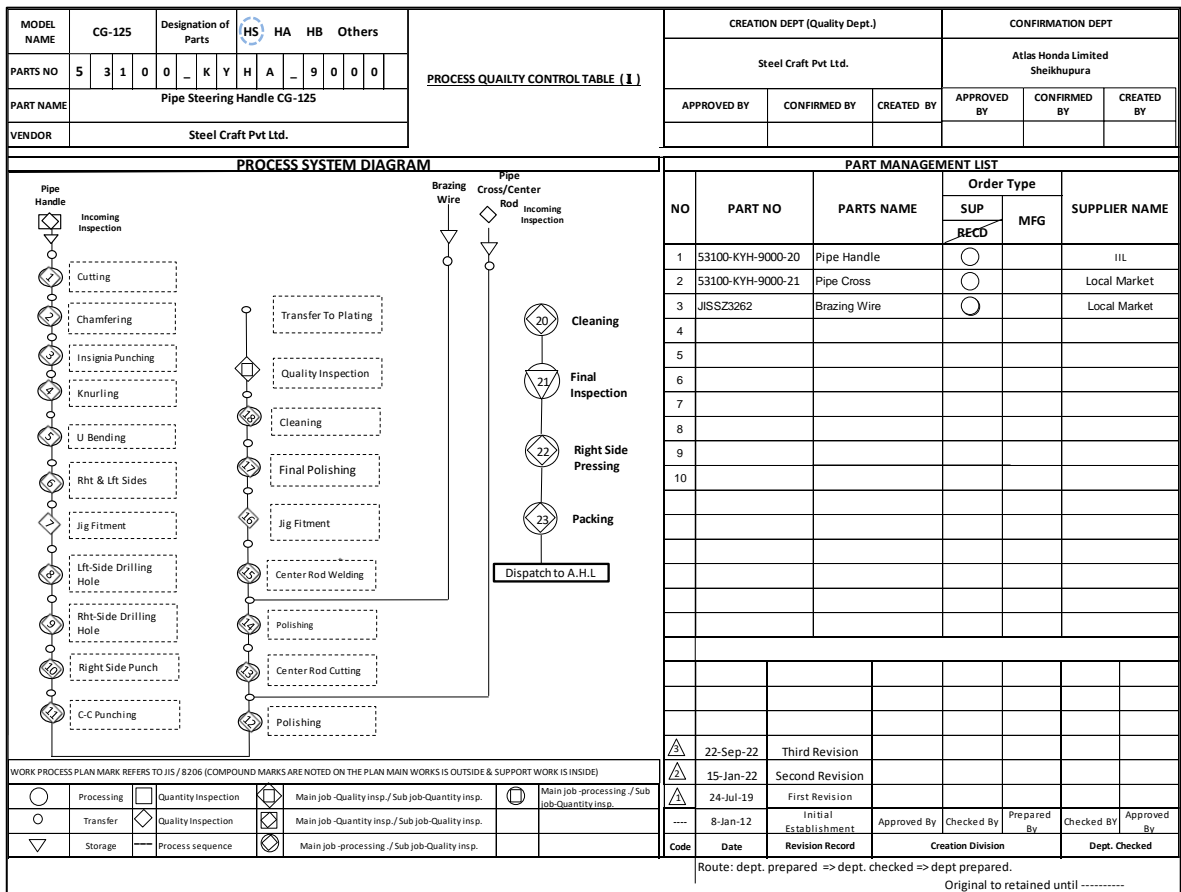 MODEL NAME
CG-125
Designation of Parts
HS HA HB Others
PARTS NO
5 3 1 0 0 _ K Y H A _ 9 0 0 0
PART NAME
Pipe Steering Handle CG-125
VENDOR
Steel Craft Pvt Ltd.
PROCESS QUAILTY CONTROL TABLE ( 1 )
CREATION DEPT (Quality Dept.)
CONFIRMATION DEPT
Steel Craft Pvt Ltd.
Atlas Honda Limited
Sheikhupura
APPROVED BY
CONFIRMED BY
CREATED BY
APPROVED BY
CONFIRMED BY
CREATED BY
PROCESS SYSTEM DIAGRAM
Pipe Handle
Incoming Inspection
1 Cutting
2 Chamfering
3 Insignia Punching
4 Knurling
5 U Bending
6 Rht & Lft Sides
7 Jig Fitment
8 Lft-Side Drilling Hole
9 Rht-Side Drilling Hole
10 Right Side Punch
11 C-C Punching
Transfer To Plating
Quality Inspection
18 Cleaning
17 Final Polishing
16 Jig Fitment
15 Center Rod Welding
14 Polishing
13 Center Rod Cutting
12 Polishing
Brazing Wire
Pipe Cross/Center Rod
Incoming Inspection
20 Cleaning
21 Final Inspection
22 Right Side Pressing
23 Packing
Dispatch to A.H.L
WORK PROCESS PLAN MARK REFERS TO JIS / 8206 (COMPOUND MARKS ARE NOTED ON THE PLAN MAIN WORKS IS OUTSIDE & SUPPORT WORK IS INSIDE)
Processing
Quantity Inspection
Main job -Quality insp./ Sub job-Quantity insp.
Main job -processing ./ Sub job-Quantity insp.
Transfer
Quality Inspection
Main job -Quantity insp./ Sub job-Quality insp.
Storage
Process sequence
Main job -processing ./ Sub job-Quality insp.
PART MANAGEMENT LIST
NO
PART NO
PARTS NAME
Order Type
SUP
RECD
MFG
SUPPLIER NAME
1 53100-KYH-9000-20 Pipe Handle IIL
2 53100-KYH-9000-21 Pipe Cross Local Market
3 JISSZ3262 Brazing Wire Local Market
4
5
6
7
8
9
10
3 22-Sep-22 Third Revision
2 15-Jan-22 Second Revision
1 24-Jul-19 First Revision
---- 8-Jan-12 Initial Establishment Approved By Checked By Prepared By Checked BY Approved By
Code Date Revision Record Creation Division Dept. Checked
Route: dept. prepared => dept. checked => dept prepared.
Original to retained until ----------